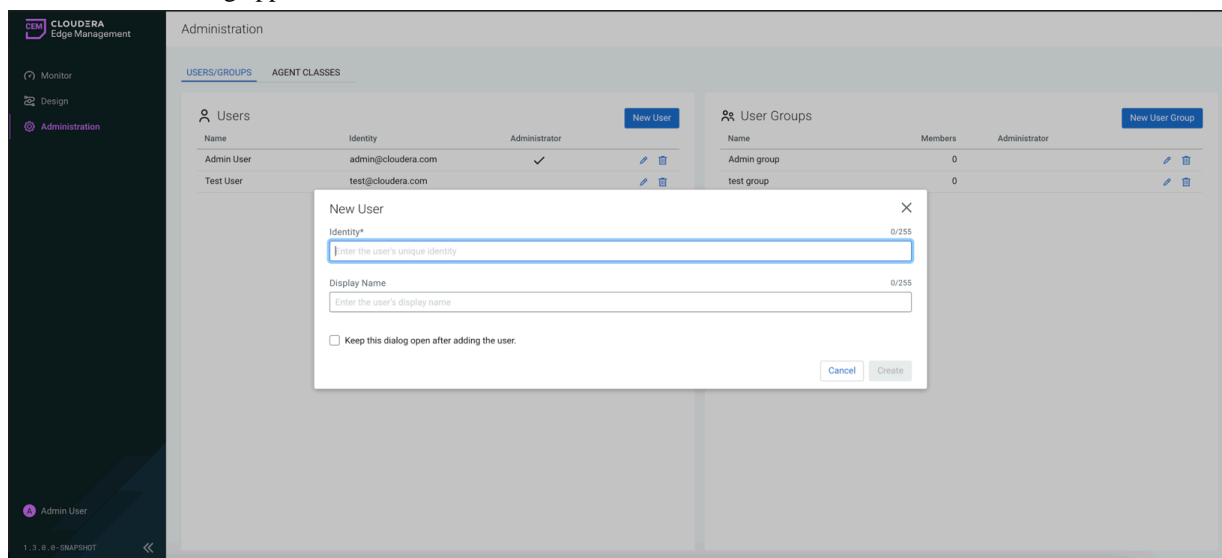 CEM CLOUDERA
Edge Management
Administration
Monitor
Design
Administration
USERS/GROUPS AGENT CLASSES
Users New User
Name Identity Administrator
Admin User admin@cloudera.com
Test User test@cloudera.com
User Groups New User Group
Name Members Administrator
Admin group 0
test group 0
New User
Identity* 0/255
Enter the user's unique identity
Display Name 0/255
Enter the user's display name
Keep this dialog open after adding the user.
Cancel Create
A Admin User
1.3.0.0-SNAPSHOT